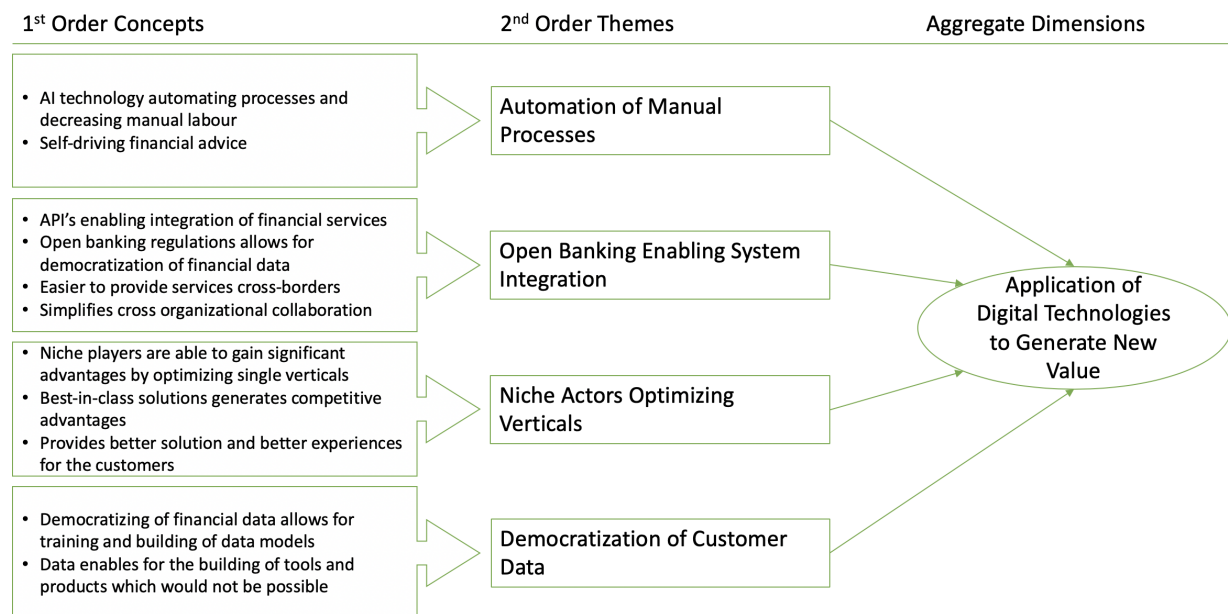 1st Order Concepts
2nd Order Themes
Aggregate Dimensions
• AI technology automating processes and
decreasing manual labour
• Self-driving financial advice
Automation of Manual
Processes
• API's enabling integration of financial services
• Open banking regulations allows for
democratization of financial data
• Easier to provide services cross-borders
• Simplifies cross organizational collaboration
Open Banking Enabling System
Integration
• Niche players are able to gain significant
advantages by optimizing single verticals
• Best-in-class solutions generates competitive
advantages
• Provides better solution and better experiences
for the customers
Niche Actors Optimizing
Verticals
• Democratizing of financial data allows for
training and building of data models
• Data enables for the building of tools and
products which would not be possible
Democratization of Customer
Data
Application of
Digital Technologies
to Generate New
Value